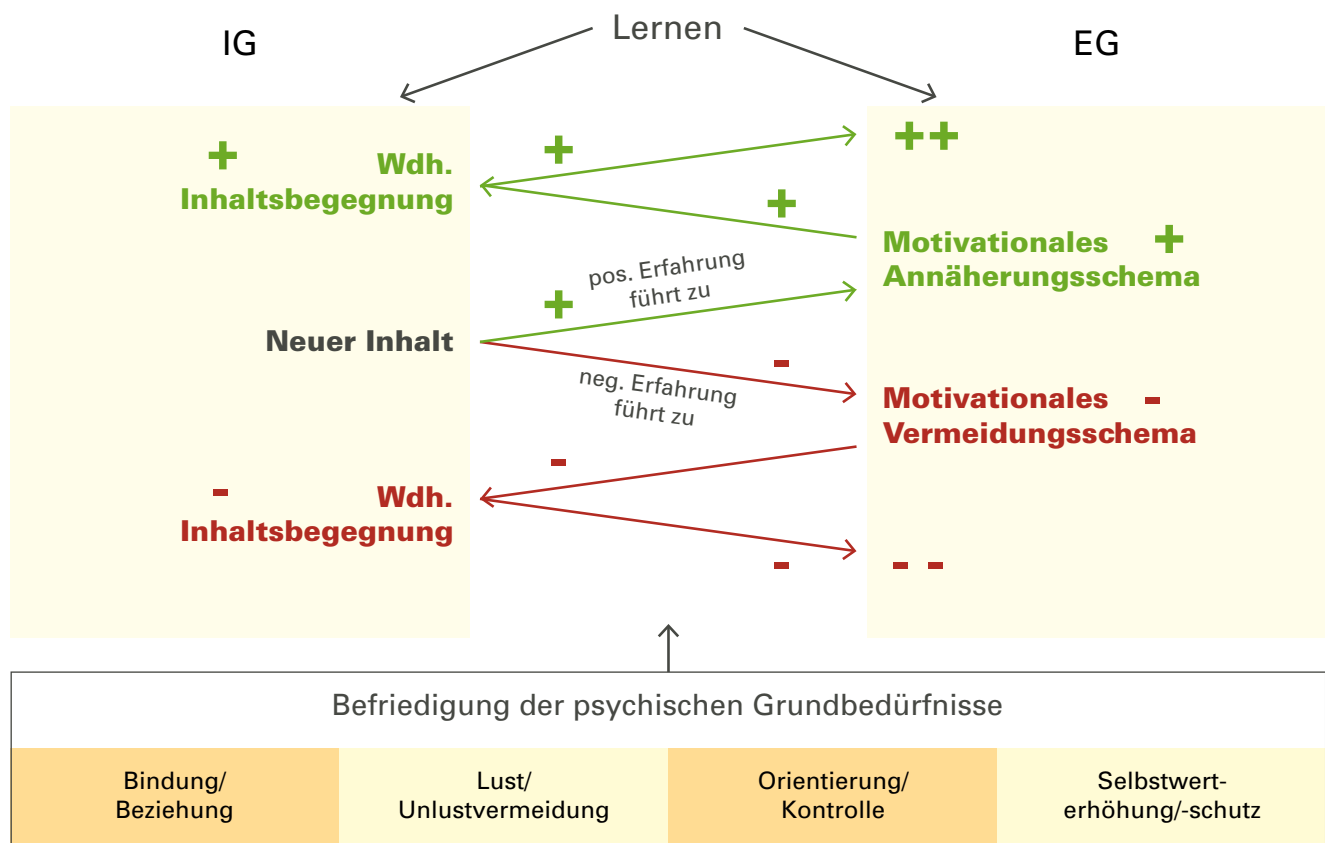 IG
Lernen
EG
+
Wdh.
Inhaltsbegegnung
+
++
+
Motivationales +
Annäherungsschema
pos. Erfahrung
führt zu
+
Neuer Inhalt
-
neg. Erfahrung
führt zu
Motivationales -
Vermeidungsschema
-
-
Wdh.
Inhaltsbegegnung
-
- -
Befriedigung der psychischen Grundbedürfnisse
Bindung/
Beziehung
Lust/
Unlustvermeidung
Orientierung/
Kontrolle
Selbstwert-
erhöhung/-schutz